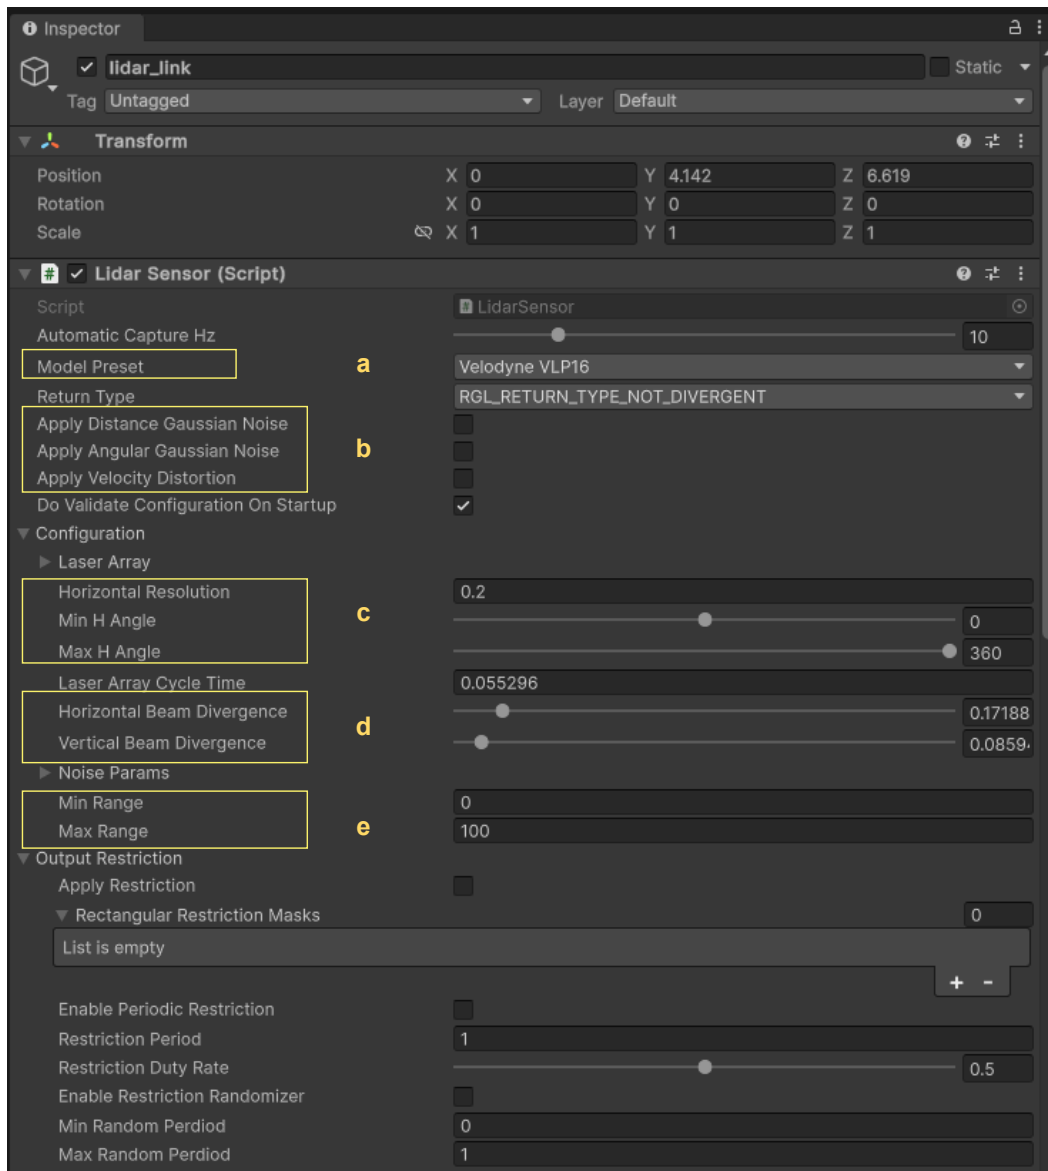 Inspector
lidar_link Static
Tag Untagged Layer Default
Transform
Position X 0 Y 4.142 Z 6.619
Rotation X 0 Y 0 Z 0
Scale X 1 Y 1 Z 1
# Lidar Sensor (Script)
Script # LidarSensor
Automatic Capture Hz 10
Model Preset a Velodyne VLP16
Return Type RGL_RETURN_TYPE_NOT_DIVERGENT
Apply Distance Gaussian Noise
Apply Angular Gaussian Noise b
Apply Velocity Distortion
Do Validate Configuration On Startup
Configuration
Laser Array
Horizontal Resolution 0.2
Min H Angle c 0
Max H Angle 360
Laser Array Cycle Time 0.055296
Horizontal Beam Divergence 0.17188
d
Vertical Beam Divergence 0.0859
Noise Params
Min Range 0
Max Range e 100
Output Restriction
Apply Restriction
Rectangular Restriction Masks 0
List is empty
+ -
Enable Periodic Restriction
Restriction Period 1
Restriction Duty Rate 0.5
Enable Restriction Randomizer
Min Random Perdiod 0
Max Random Perdiod 1